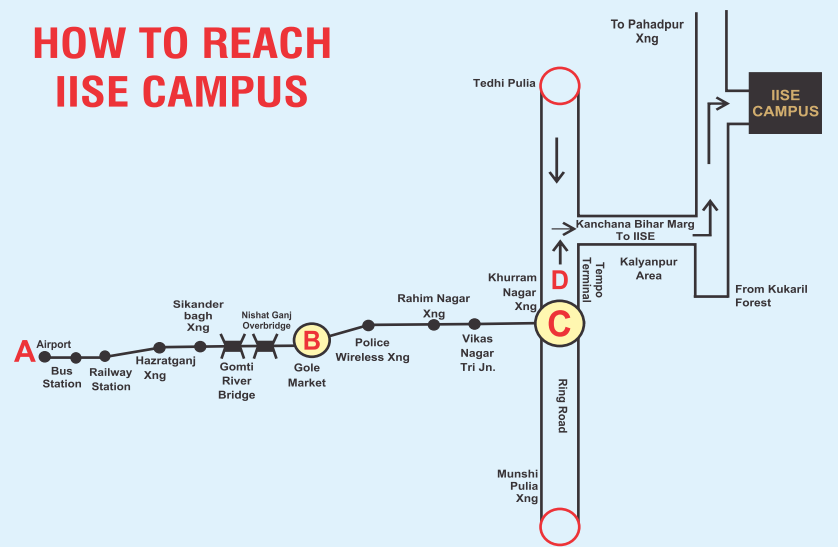 HOW TO REACH
IISE CAMPUS
To Pahadpur
Xng
IISE
CAMPUS
Tedhi Pulia
Kanchana Bihar Marg
To IISE
Kalyanpur
Area
Tempo
Terminal
D
Khurram
Nagar
Xng
From Kukaril
Forest
C
Rahim Nagar
Xng
Sikander
bagh
Xng
Nishat Ganj
Overbridge
B
A
Airport
Bus
Station
Railway
Station
Hazratganj
Xng
Gomti
River
Bridge
Gole
Market
Police
Wireless Xng
Vikas
Nagar
Tri Jn.
Ring Road
Munshi
Pulia
Xng